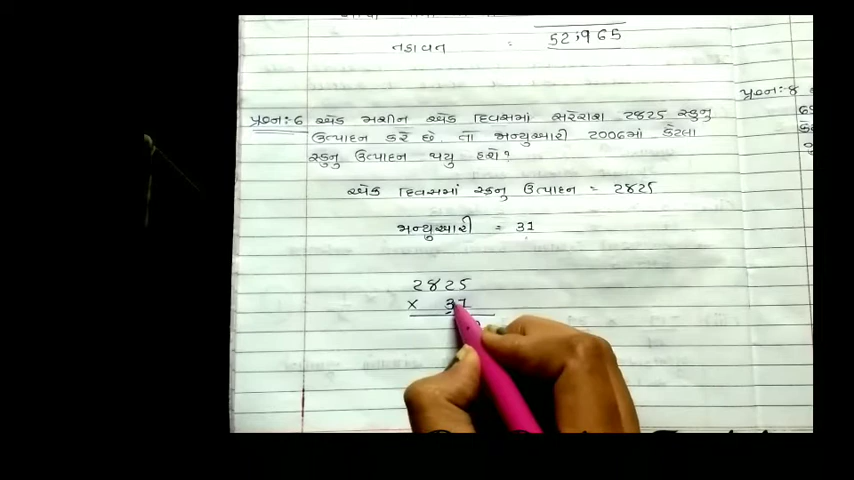 નફાવત : 52,965
પ્રશ્ન:-6 એક મશીન એક દિવસમાં સરેરાશ 2825 સ્ક્રુનુ
ઉત્પાદન કરે છે. તો જાન્યુઆરી 2006માં કેટલા
સ્ક્રુનુ ઉત્પાદન થયુ હશે?
એક દિવસમાં સ્ક્રુનુ ઉત્પાદન = 2825
જાન્યુઆરી = 31
2825
× 31
પ્રશ્ન:-8